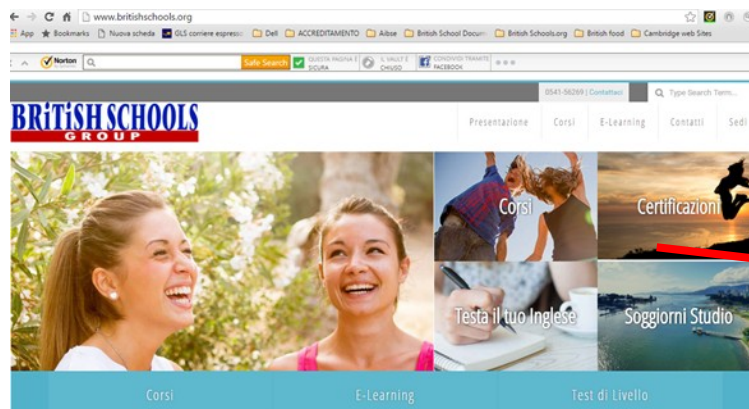 www.britishschools.org
App Bookmarks Nuova scheda GLS corriere espresso Dell ACCREDITAMENTO Aibse British School Docum British Schools.org British food Cambridge web Sites
Norton Safe Search QUESTA PAGINA È SICURA IL VAULT È CHIUSO CONDIVIDI TRAMITE FACEBOOK
0541-56269 | Contattaci Type Search Term...
BRiTiSH SCHOOLS
GROUP
Presentazione Corsi E-Learning Contatti Sedi
Corsi Certificazioni
Testa il tuo Inglese Soggiorni Studio
Corsi E-Learning Test di Livello